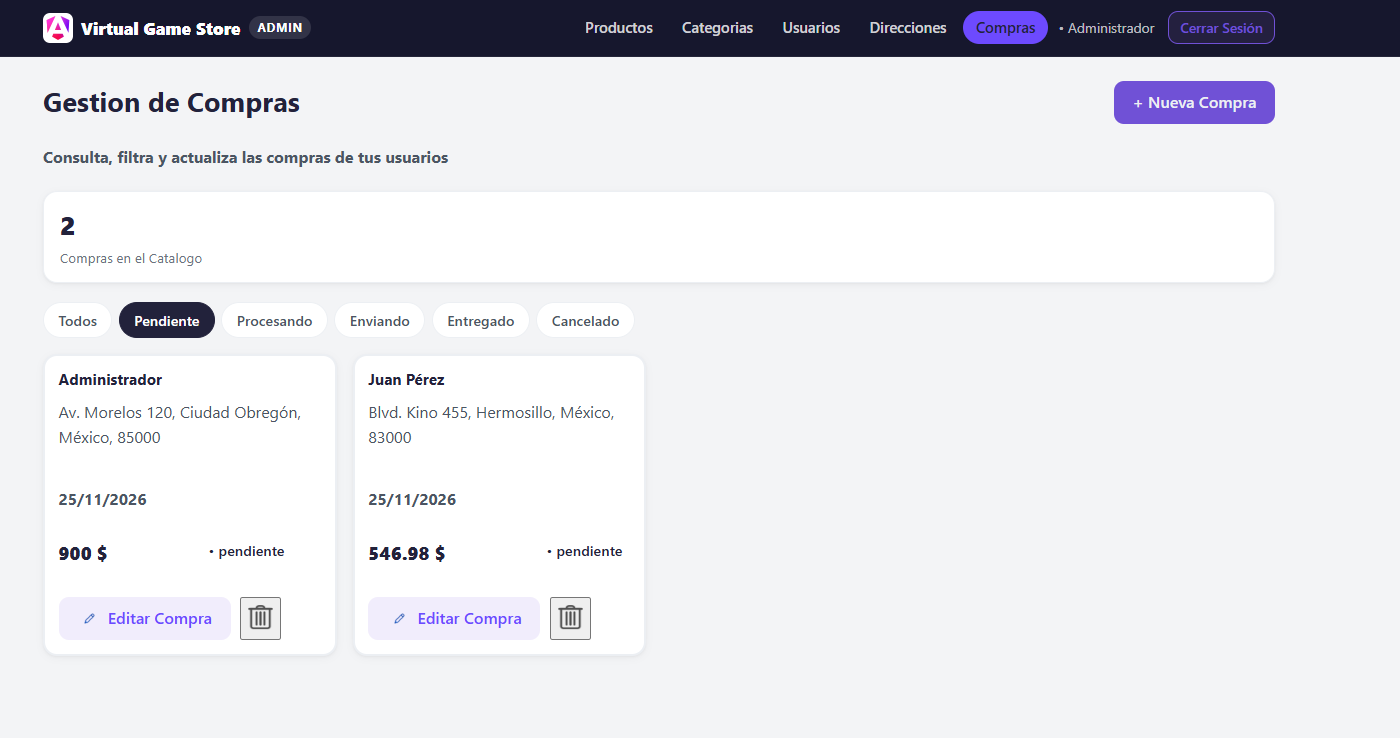 Virtual Game Store ADMIN Productos Categorias Usuarios Direcciones Compras • Administrador Cerrar Sesión
Gestion de Compras + Nueva Compra
Consulta, filtra y actualiza las compras de tus usuarios
2
Compras en el Catalogo
Todos Pendiente Procesando Enviando Entregado Cancelado
Administrador
Av. Morelos 120, Ciudad Obregón,
México, 85000
25/11/2026
900 $ • pendiente
Editar Compra
Juan Pérez
Blvd. Kino 455, Hermosillo, México,
83000
25/11/2026
546.98 $ • pendiente
Editar Compra